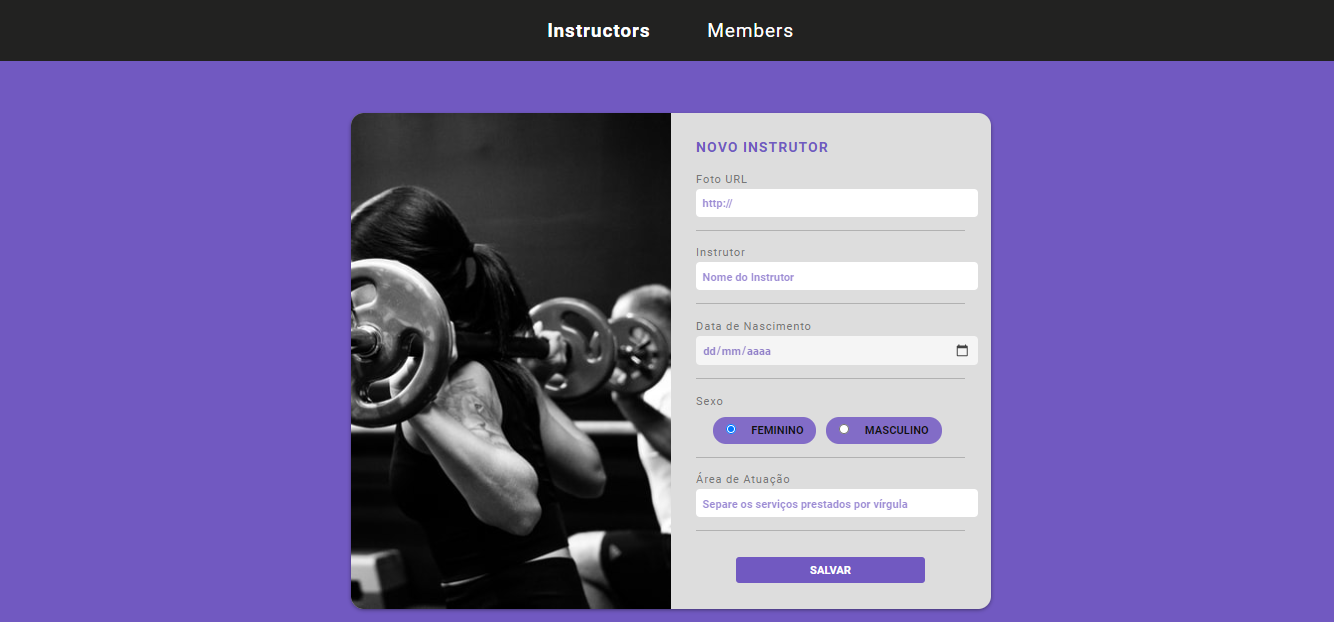 Instructors Members
NOVO INSTRUTOR
Foto URL
http://
Instrutor
Nome do Instrutor
Data de Nascimento
dd/mm/aaaa
Sexo
FEMININO MASCULINO
Área de Atuação
Separe os serviços prestados por vírgula
SALVAR